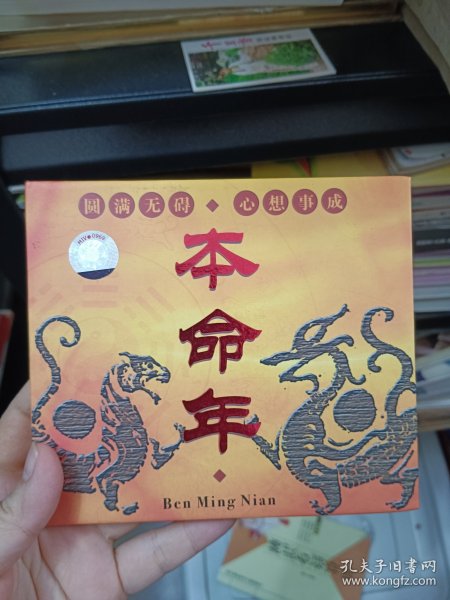 圆满无碍◆心想事成
本命年
Ben Ming Nian
孔夫子旧书网
www.kongfz.com